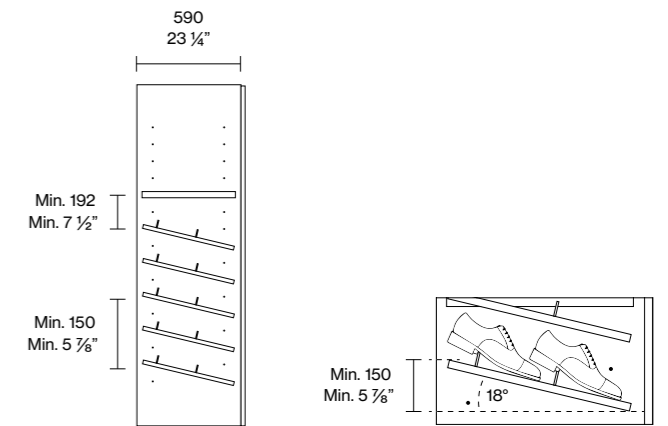 590
23 ¼”
Min. 192
Min. 7 ½”
Min. 150
Min. 5 ⅞”
Min. 150
Min. 5 ⅞”
18°